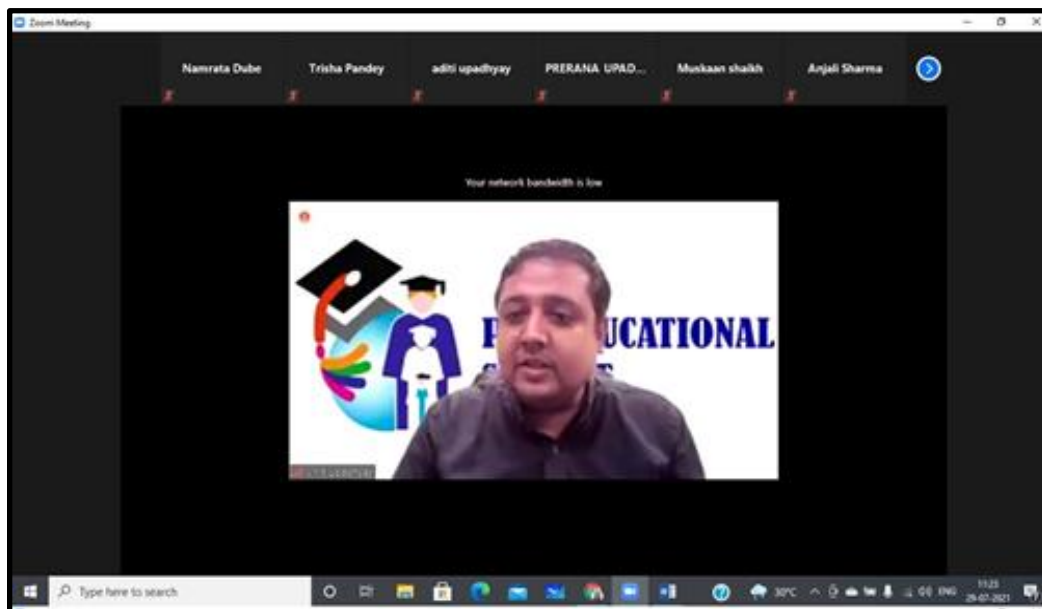 Zoom Meeting
Namrata Dube
Trisha Pandey
aditi upadhyay
PRERANA UPAD...
Muskaan shaikh
Anjali Sharma
Your network bandwidth is low
UCATIONAL
Type here to search
30°C
ENG
11:23
29-07-2021